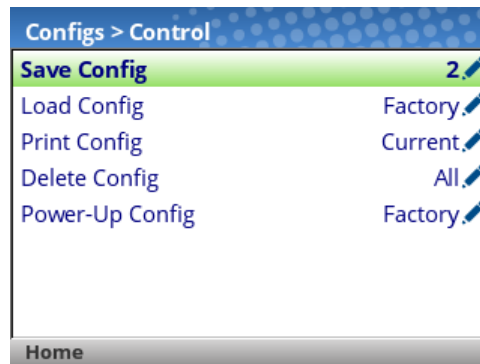 Configs > Control
Save Config 2
Load Config Factory
Print Config Current
Delete Config All
Power-Up Config Factory
Home